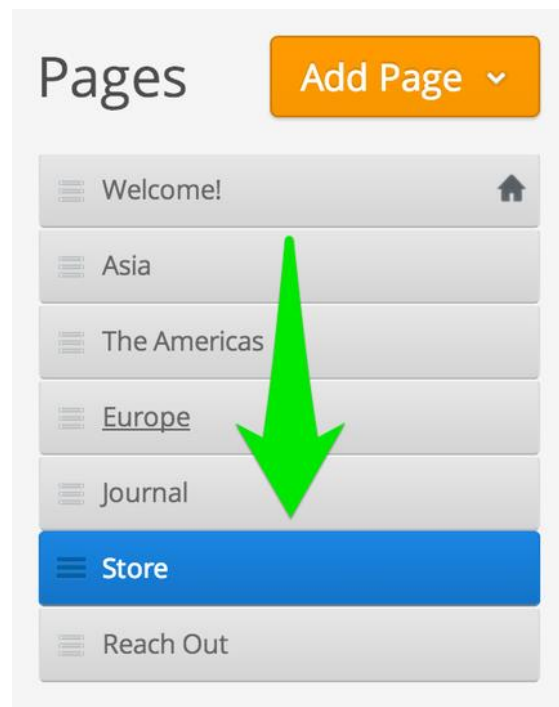 Pages
Add Page
Welcome!
Asia
The Americas
Europe
Journal
Store
Reach Out